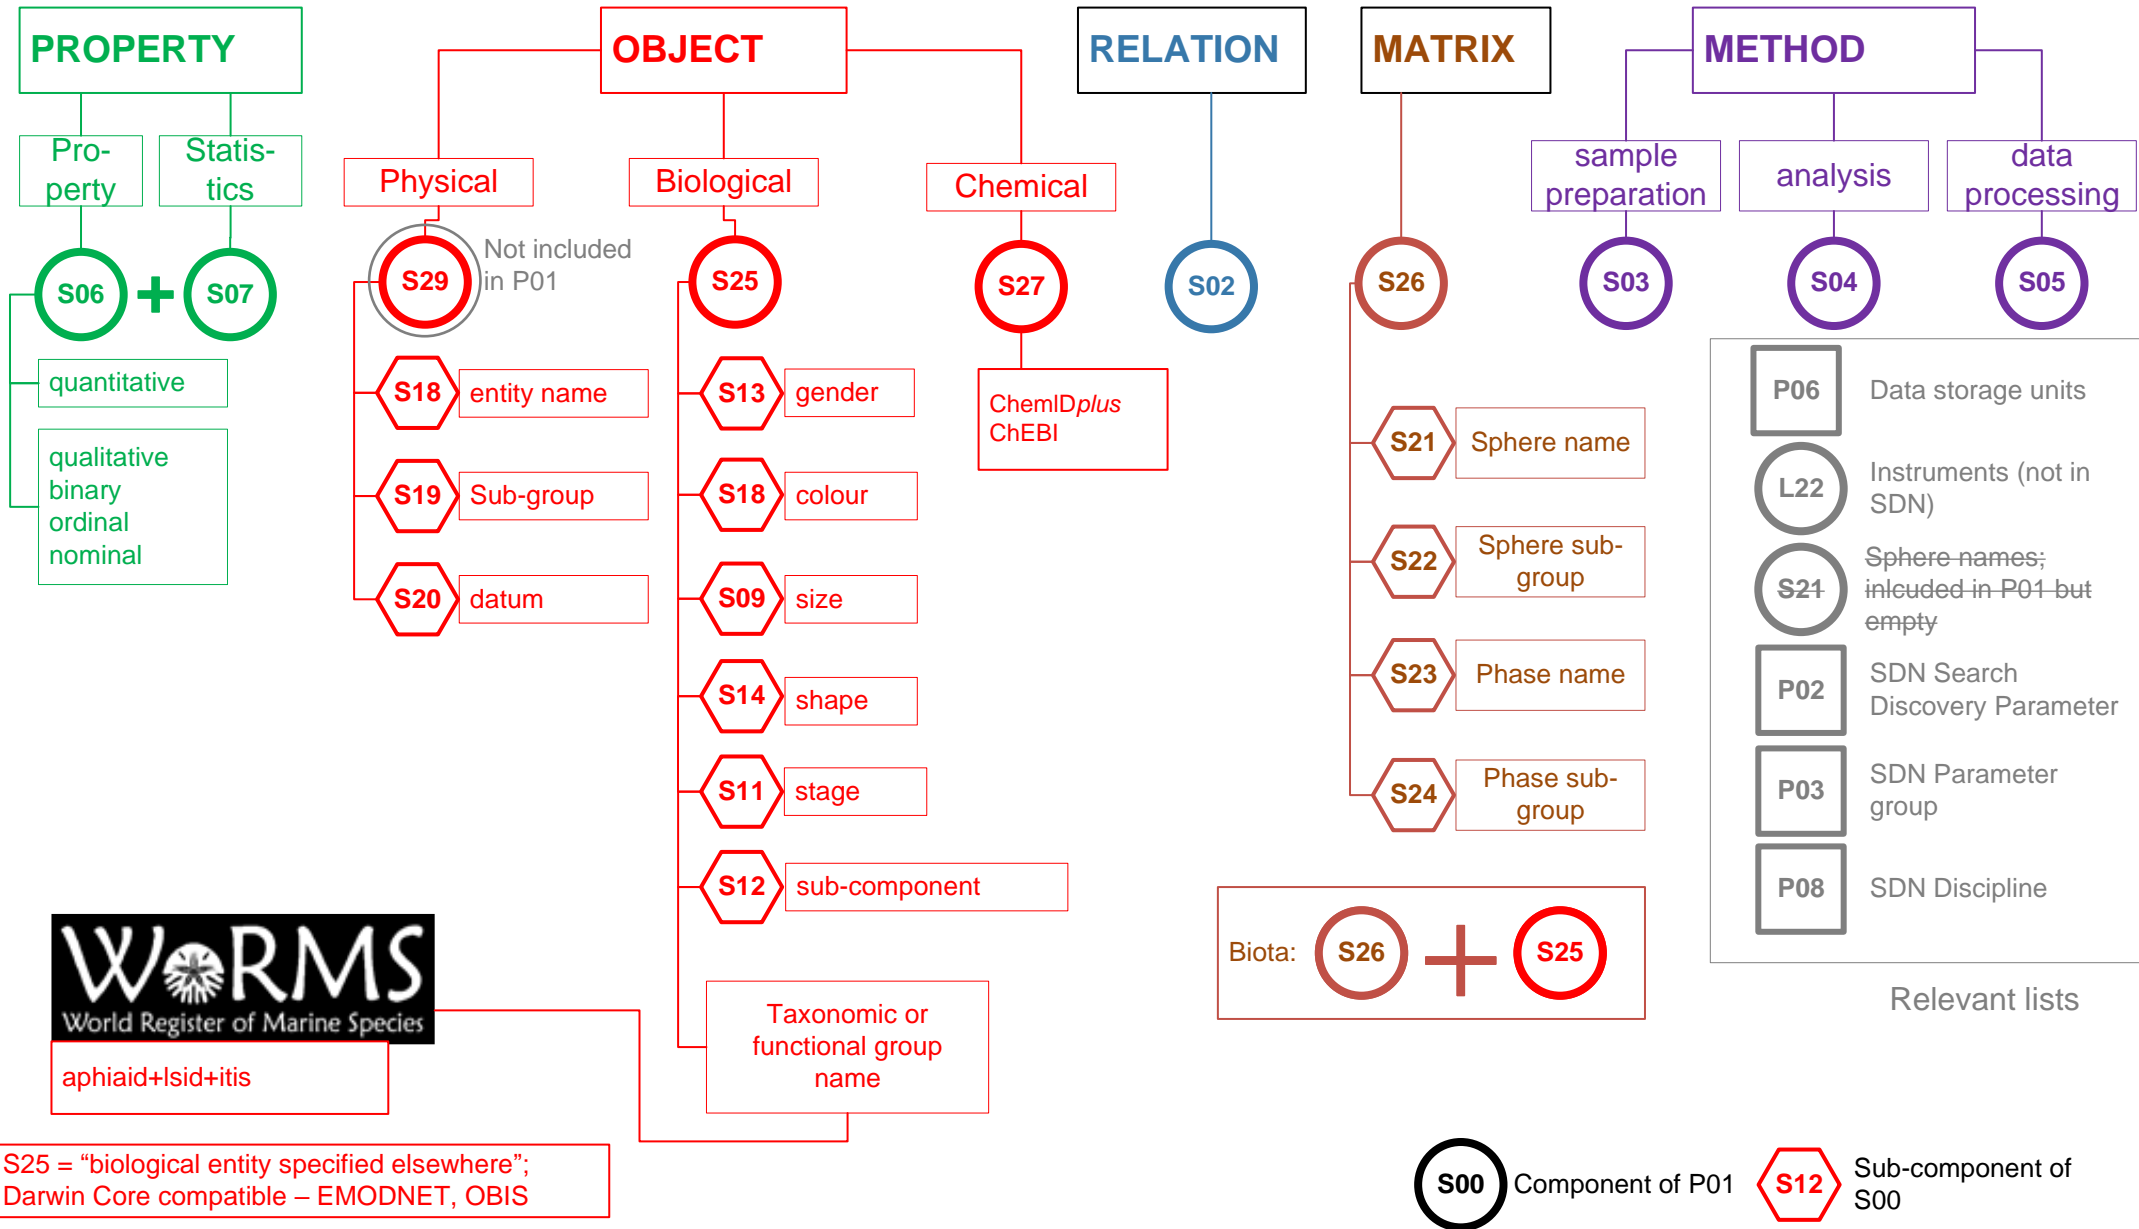 PROPERTY
OBJECT
RELATION
MATRIX
METHOD
Pro-
perty
Statis-
tics
Physical
Biological
Chemical
sample
preparation
analysis
data
processing
S06
S07
S29
Not included
in P01
S25
S27
S02
S26
S03
S04
S05
quantitative
qualitative
binary
ordinal
nominal
S18
entity name
S19
Sub-group
S20
datum
S13
gender
S18
colour
S09
size
S14
shape
S11
stage
S12
sub-component
Taxonomic or
functional group
name
ChemIDplus
ChEBI
S21
Sphere name
S22
Sphere sub-
group
S23
Phase name
S24
Phase sub-
group
Biota:
S26
S25
P06
Data storage units
L22
Instruments (not in
SDN)
S21
Sphere names;
inlcuded in P01 but
empty
P02
SDN Search
Discovery Parameter
P03
SDN Parameter
group
P08
SDN Discipline
Relevant lists
WoRMS
World Register of Marine Species
aphiaid+lsid+itis
S25 = “biological entity specified elsewhere”;
Darwin Core compatible – EMODNET, OBIS
S00
Component of P01
S12
Sub-component of
S00